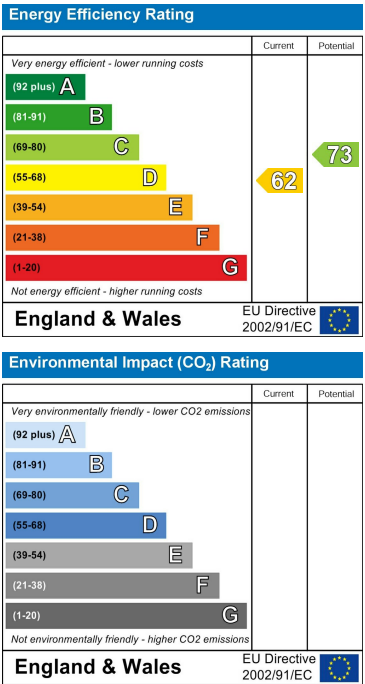 Energy Efficiency Rating
Current Potential
Very energy efficient - lower running costs
(92 plus) A
(81-91) B
(69-80) C
(55-68) D
(39-54) E
(21-38) F
(1-20) G
62
73
Not energy efficient - higher running costs
England & Wales
EU Directive
2002/91/EC
Environmental Impact (CO₂) Rating
Current Potential
Very environmentally friendly - lower CO2 emissions
(92 plus) A
(81-91) B
(69-80) C
(55-68) D
(39-54) E
(21-38) F
(1-20) G
Not environmentally friendly - higher CO2 emissions
England & Wales
EU Directive
2002/91/EC